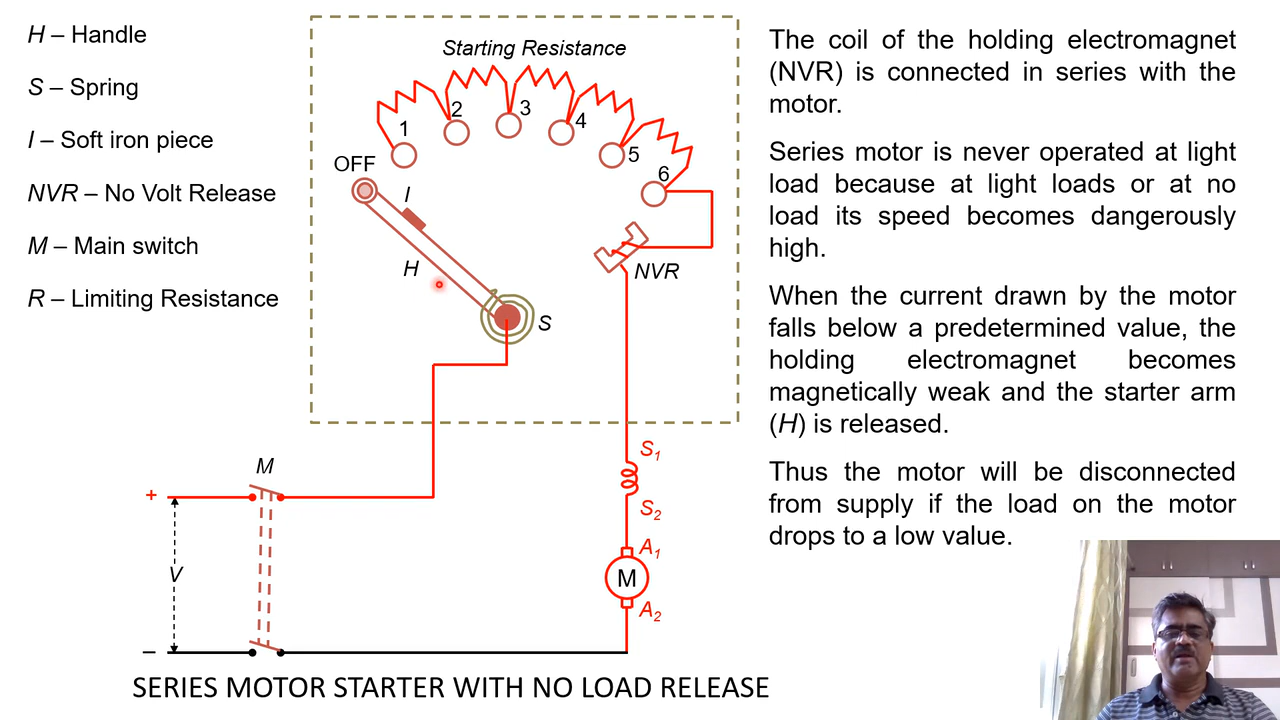 H – Handle
S – Spring
I – Soft iron piece
NVR – No Volt Release
M – Main switch
R – Limiting Resistance
Starting Resistance
1
2
3
4
5
6
OFF
I
H
NVR
S
M
+
V
–
S1
S2
A1
M
A2
SERIES MOTOR STARTER WITH NO LOAD RELEASE
The coil of the holding electromagnet
(NVR) is connected in series with the
motor.
Series motor is never operated at light
load because at light loads or at no
load its speed becomes dangerously
high.
When the current drawn by the motor
falls below a predetermined value, the
holding electromagnet becomes
magnetically weak and the starter arm
(H) is released.
Thus the motor will be disconnected
from supply if the load on the motor
drops to a low value.